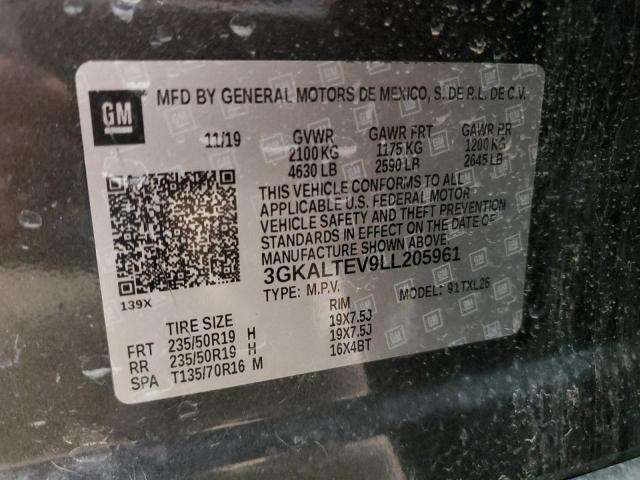 GM
MFD BY GENERAL MOTORS DE MEXICO, S. DE R.L. DE C.V.
11/19 GVWR GAWR FRT GAWR RR
2100 KG 1175 KG 1200 KG
4630 LB 2590 LB 2645 LB
THIS VEHICLE CONFORMS TO ALL
APPLICABLE U.S. FEDERAL MOTOR
VEHICLE SAFETY AND THEFT PREVENTION
STANDARDS IN EFFECT ON THE DATE OF
MANUFACTURE SHOWN ABOVE.
3GKALTEV9LL205961
139X TYPE: M.P.V. MODEL: 91TXL26
TIRE SIZE RIM
FRT 235/50R19 H 19X7.5J
RR 235/50R19 H 19X7.5J
SPA T135/70R16 M 16X4BT